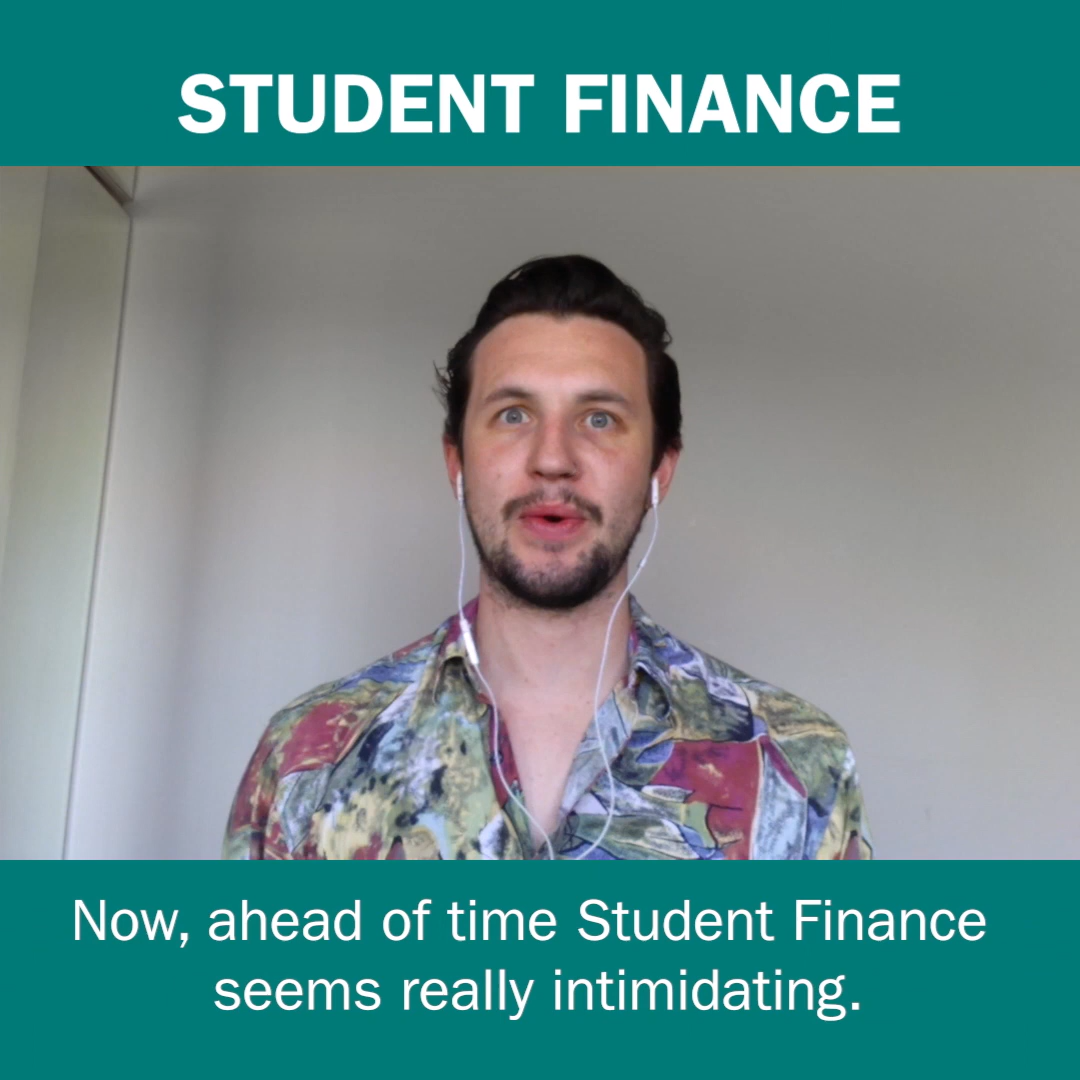 STUDENT FINANCE
Now, ahead of time Student Finance
seems really intimidating.